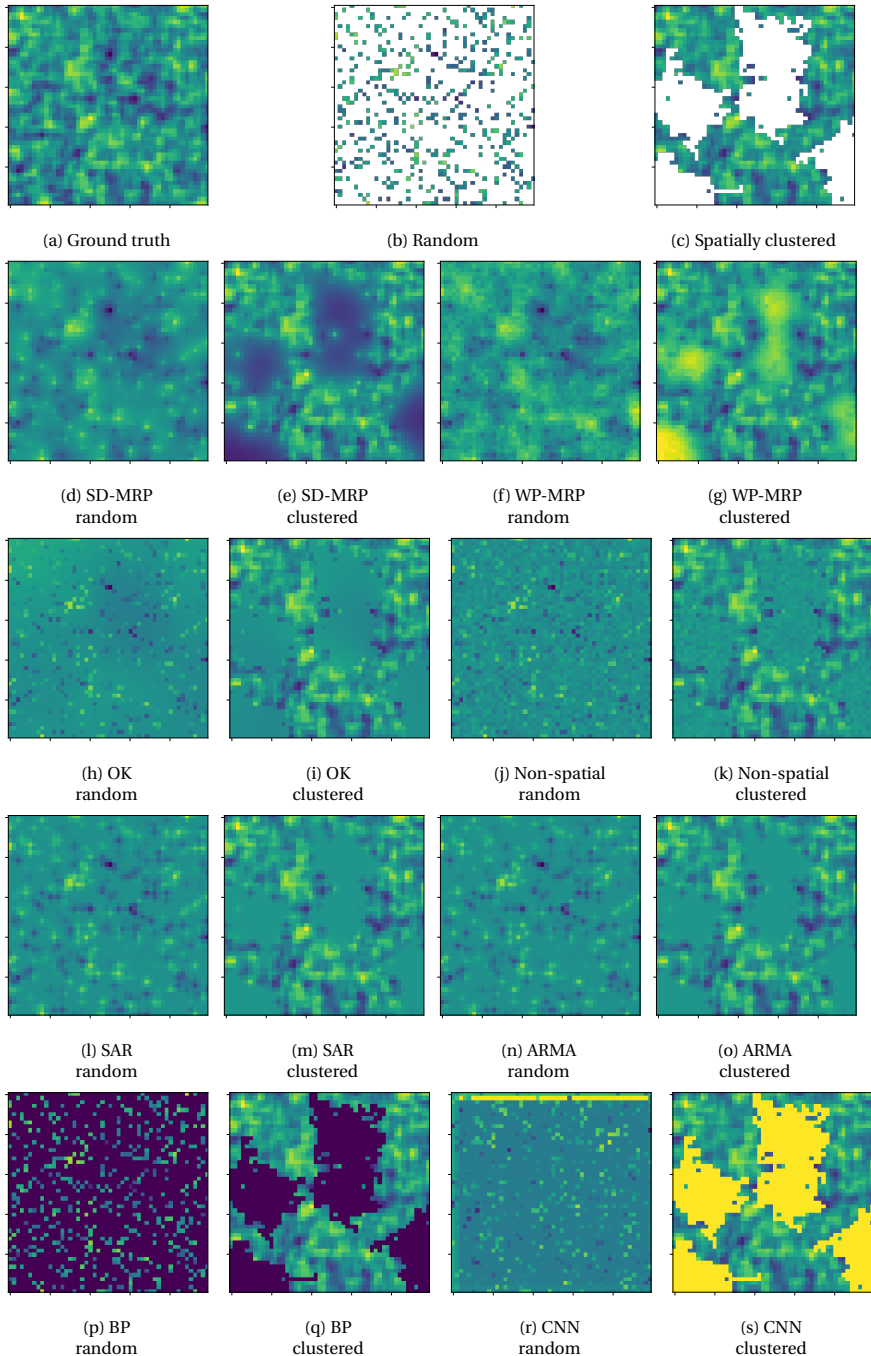 (a) Ground truth
(b) Random
(c) Spatially clustered
(d) SD-MRP
random
(e) SD-MRP
clustered
(f) WP-MRP
random
(g) WP-MRP
clustered
(h) OK
random
(i) OK
clustered
(j) Non-spatial
random
(k) Non-spatial
clustered
(l) SAR
random
(m) SAR
clustered
(n) ARMA
random
(o) ARMA
clustered
(p) BP
random
(q) BP
clustered
(r) CNN
random
(s) CNN
clustered